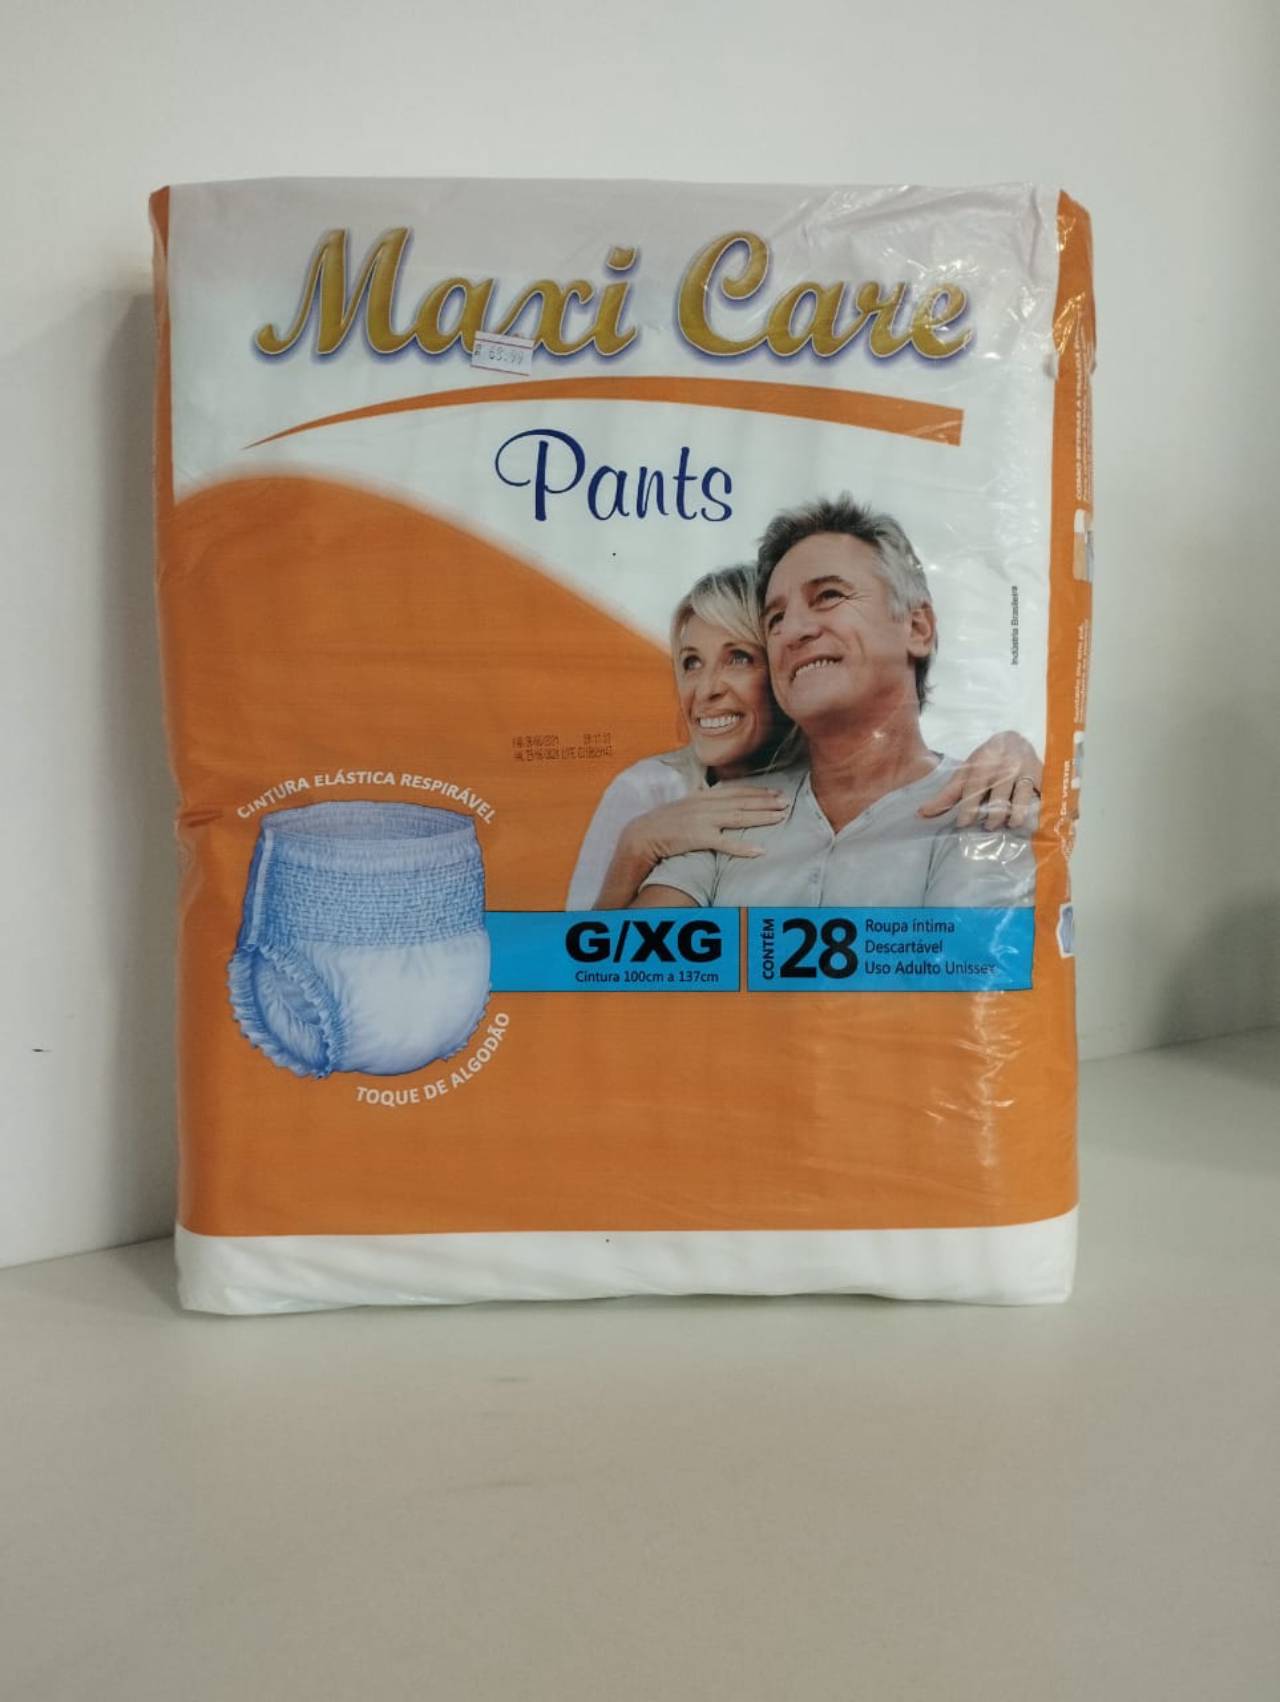 Maxi Care
Pants
Indústria Brasileira
CINTURA ELÁSTICA RESPIRÁVEL
G/XG
Cintura 100cm a 137cm
CONTÉM
28
Roupa íntima
Descartável
Uso Adulto Unissex
TOQUE DE ALGODÃO